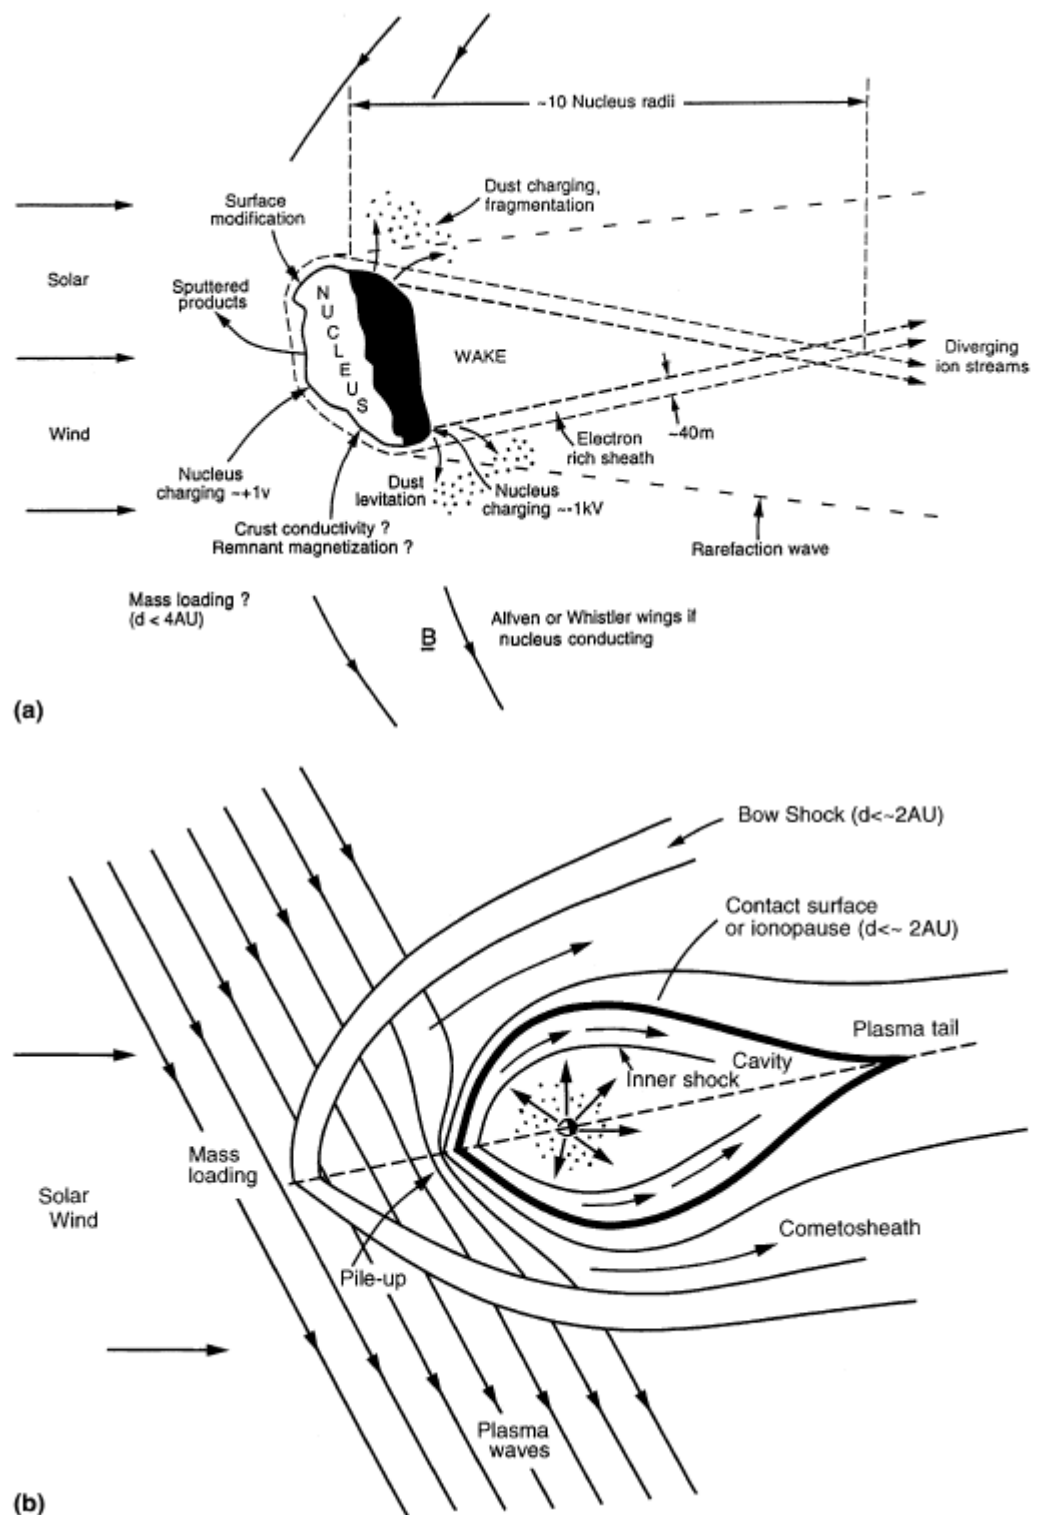 ~10 Nucleus radii
Dust charging,
fragmentation
Surface
modification
Solar
Sputtered
products
NUCLEUS
WAKE
Diverging
ion streams
Wind
~40m
Electron
rich sheath
Nucleus
charging ~+1v
Dust
levitation
Nucleus
charging ~-1kV
Crust conductivity ?
Remnant magnetization ?
Rarefaction wave
Mass loading ?
(d < 4AU)
B
Alfven or Whistler wings if
nucleus conducting
(a)
Bow Shock (d<~2AU)
Contact surface
or ionopause (d<~ 2AU)
Plasma tail
Cavity
Inner shock
Mass
loading
Solar
Wind
Cometosheath
Pile-up
Plasma
waves
(b)